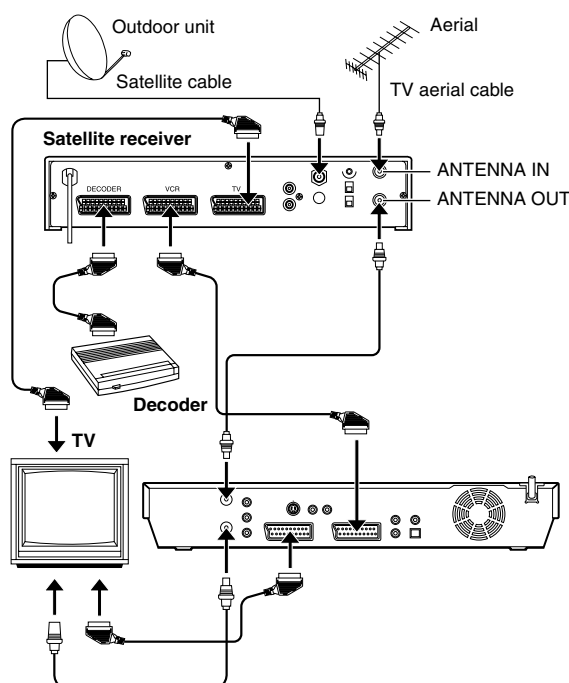 Outdoor unit
Aerial
Satellite cable
TV aerial cable
Satellite receiver
ANTENNA IN
DECODER
VCR
TV
ANTENNA OUT
Decoder
TV